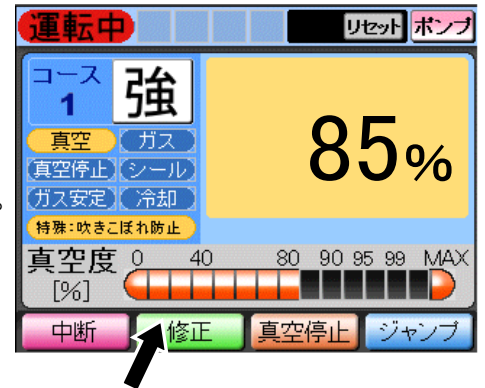 運転中 リセット ポンプ
コース
1 強
真空 ガス
真空停止 シール
ガス安定 冷却
特殊:吹きこぼれ防止
85%
真空度 0 40 80 90 95 99 MAX
[%]
中断 修正 真空停止 ジャンプ